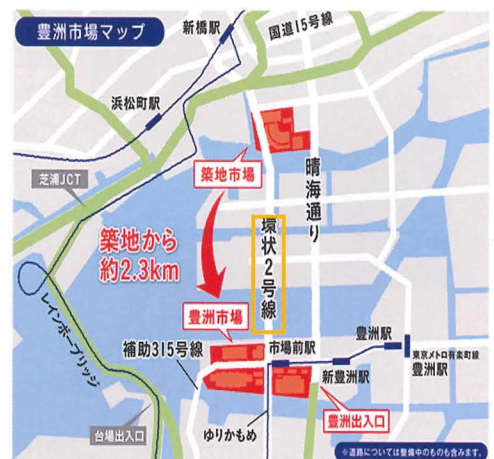 豊洲市場マップ
新橋駅
国道15号線
浜松町駅
芝浦JCT
築地市場
晴海通り
築地から
約2.3km
環状2号線
豊洲市場
レインボーブリッジ
補助315号線
市場前駅
豊洲駅
新豊洲駅
東京メトロ有楽町線
豊洲駅
豊洲出入口
台場出入口
ゆりかもめ
※道路については整備中のものも含みます。